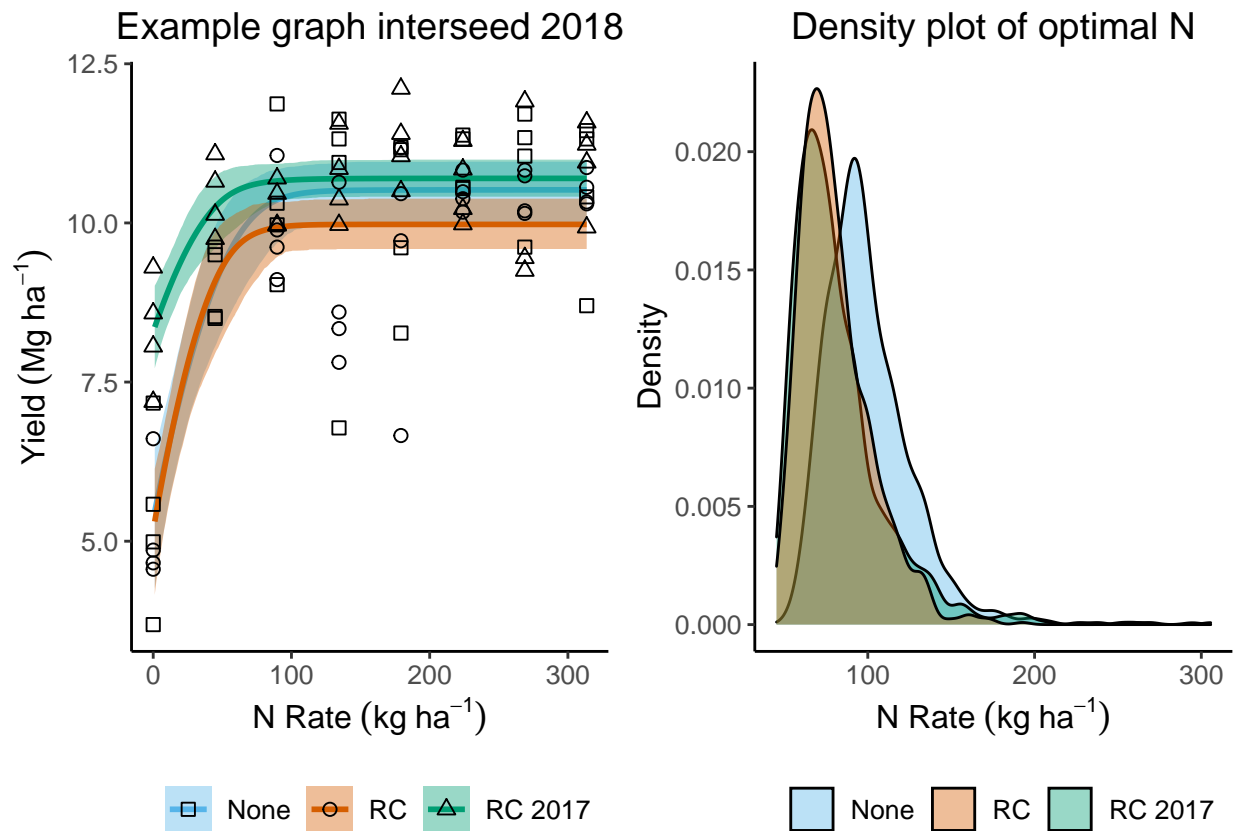 Example graph interseed 2018
12.5
10.0
7.5
5.0
Yield (Mg ha⁻¹)
0 100 200 300
N Rate (kg ha⁻¹)
None RC RC 2017
Density plot of optimal N
0.020
0.015
0.010
0.005
0.000
Density
100 200 300
N Rate (kg ha⁻¹)
None RC RC 2017